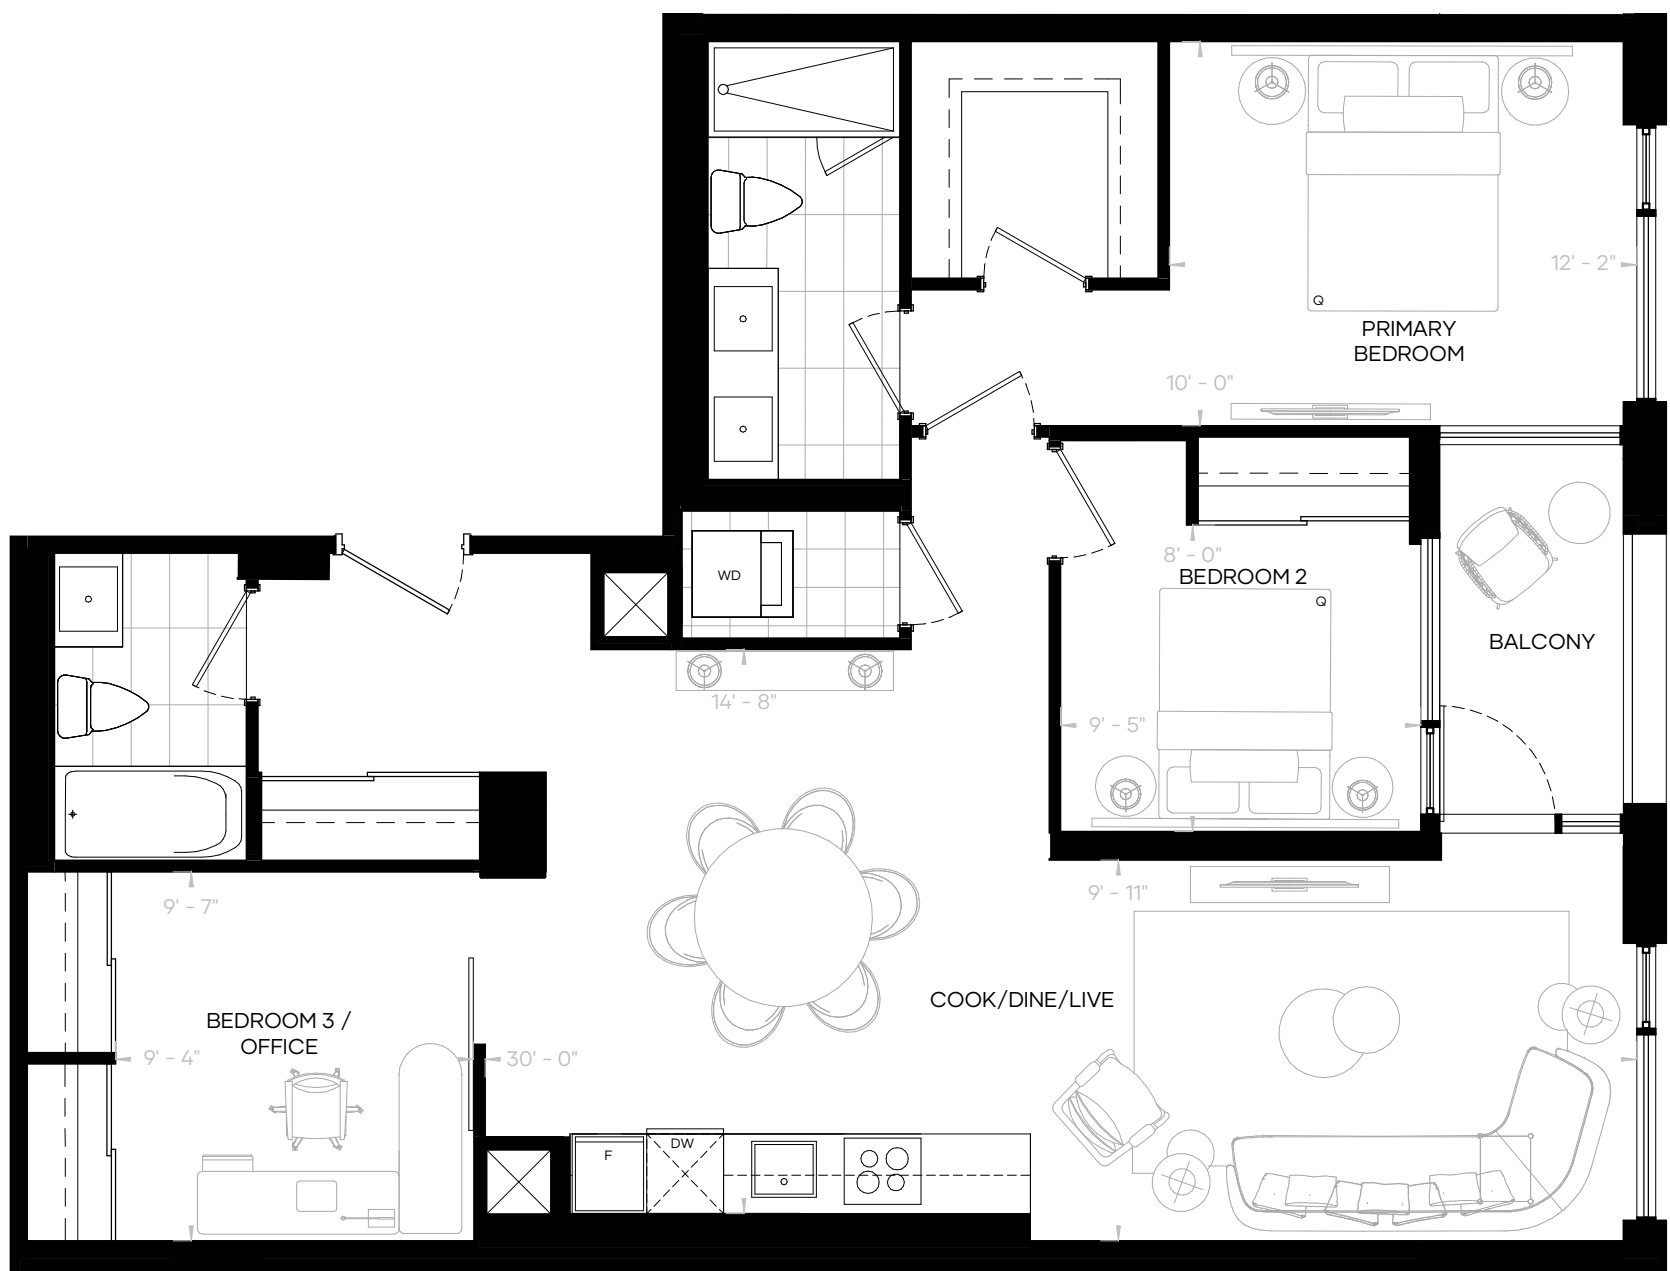 12' - 2"
Q
PRIMARY
BEDROOM
10' - 0"
8' - 0"
WD
BEDROOM 2
Q
BALCONY
14' - 8"
9' - 5"
9' - 7"
9' - 11"
COOK/DINE/LIVE
BEDROOM 3 /
OFFICE
9' - 4"
30' - 0"
F
DW